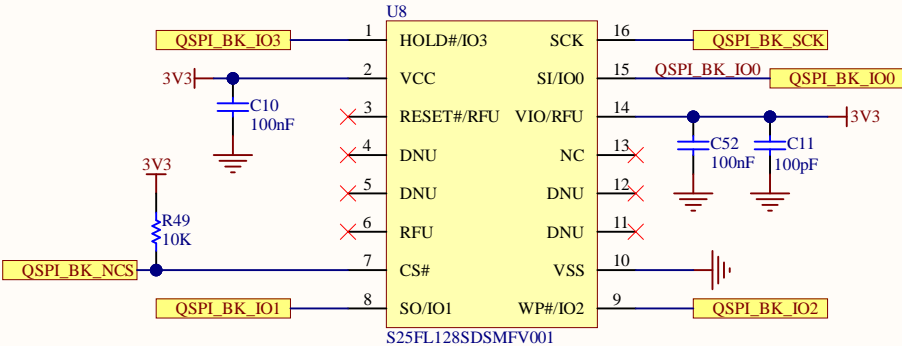 U8
QSPI_BK_IO3 1 HOLD#/IO3 SCK 16 QSPI_BK_SCK
3V3 2 VCC SI/IO0 15 QSPI_BK_IO0 QSPI_BK_IO0
C10
100nF
3 RESET#/RFU VIO/RFU 14 3V3
4 DNU NC 13
C52
100nF
C11
100pF
3V3
5 DNU DNU 12
R49
10K
6 RFU DNU 11
QSPI_BK_NCS 7 CS# VSS 10
QSPI_BK_IO1 8 SO/IO1 WP#/IO2 9 QSPI_BK_IO2
S25FL128SDSMFV001